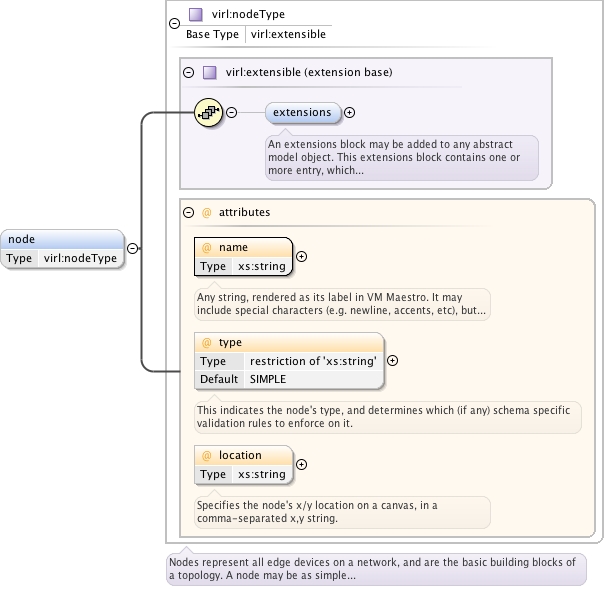 virl:nodeType
Base Type virl:extensible
virl:extensible (extension base)
extensions
An extensions block may be added to any abstract
model object. This extensions block contains one or
more entry, which...
node
Type virl:nodeType
@ attributes
@ name
Type xs:string
Any string, rendered as its label in VM Maestro. It may
include special characters (e.g. newline, accents, etc), but...
@ type
Type restriction of 'xs:string'
Default SIMPLE
This indicates the node's type, and determines which (if any) schema specific
validation rules to enforce on it.
@ location
Type xs:string
Specifies the node's x/y location on a canvas, in a
comma-separated x,y string.
Nodes represent all edge devices on a network, and are the basic building blocks of
a topology. A node may be as simple...